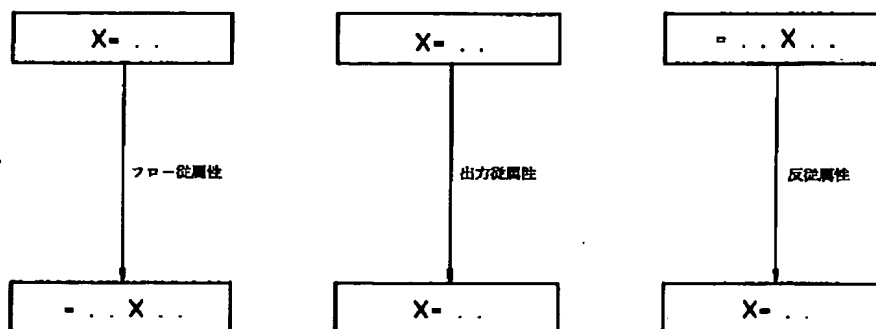 X= . .
X= . .
= . . X . .
フロー従属性
出力従属性
反従属性
= . . X . .
X= . .
X= . .